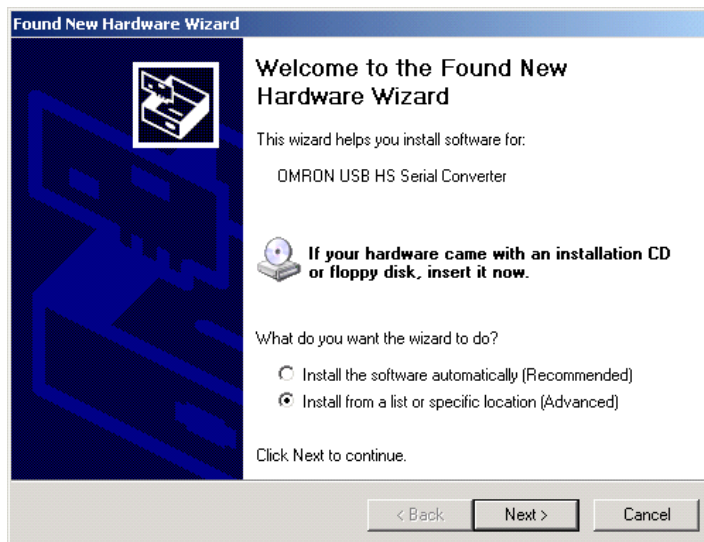 Found New Hardware Wizard
Welcome to the Found New
Hardware Wizard
This wizard helps you install software for:
OMRON USB HS Serial Converter
If your hardware came with an installation CD
or floppy disk, insert it now.
What do you want the wizard to do?
Install the software automatically (Recommended)
Install from a list or specific location (Advanced)
Click Next to continue.
< Back
Next >
Cancel